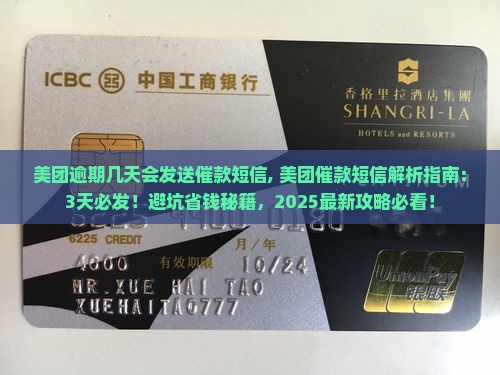 ICBC 中国工商银行
香格里拉酒店集團
SHANGRI-LA
HOTELS and RESORTS
美团逾期几天会发送催款短信, 美团催款短信解析指南:
3天必发! 避坑省钱秘籍, 2025最新攻略必看!
6225 CREDIT
月/年
4000
有效期限
10/24
MR.XUE HAI TAO
XUEHAITAO777
UnionPay
银联